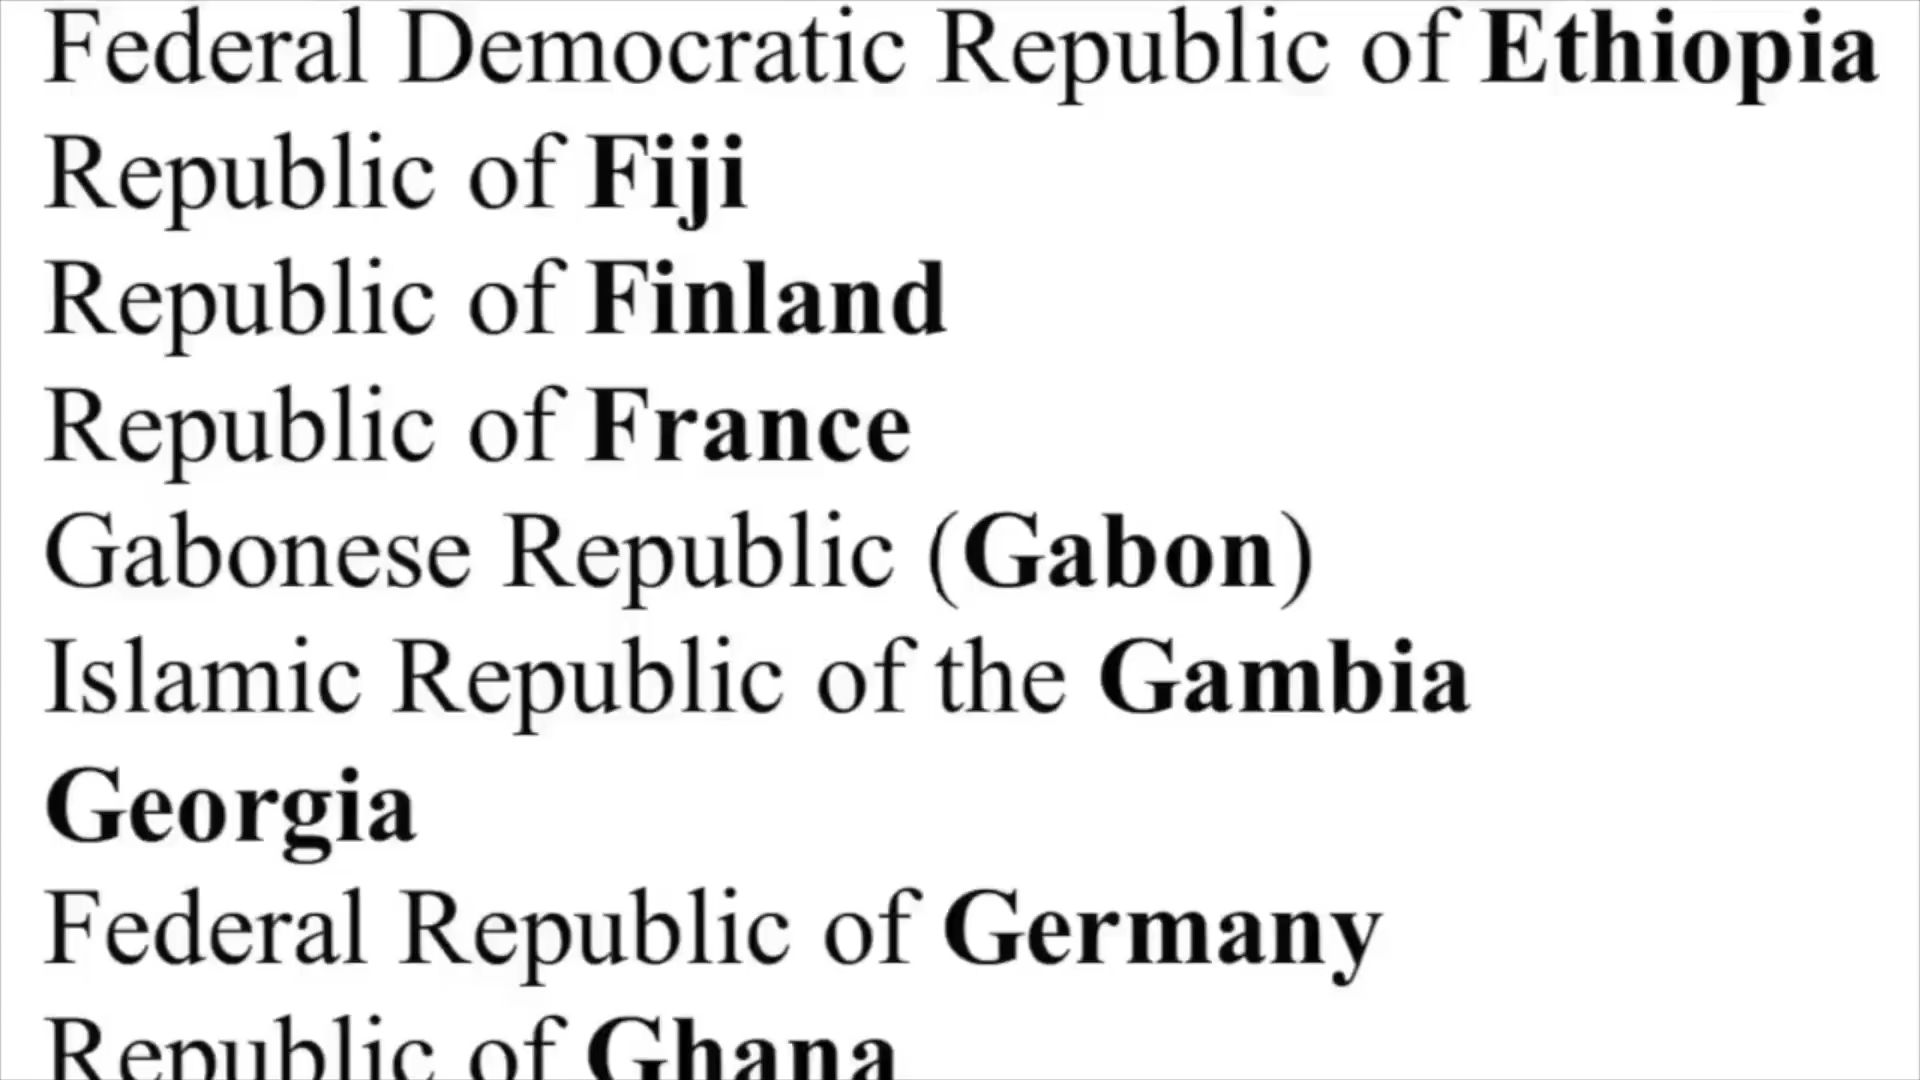 Federal Democratic Republic of Ethiopia
Republic of Fiji
Republic of Finland
Republic of France
Gabonese Republic (Gabon)
Islamic Republic of the Gambia
Georgia
Federal Republic of Germany
Republic of Ghana